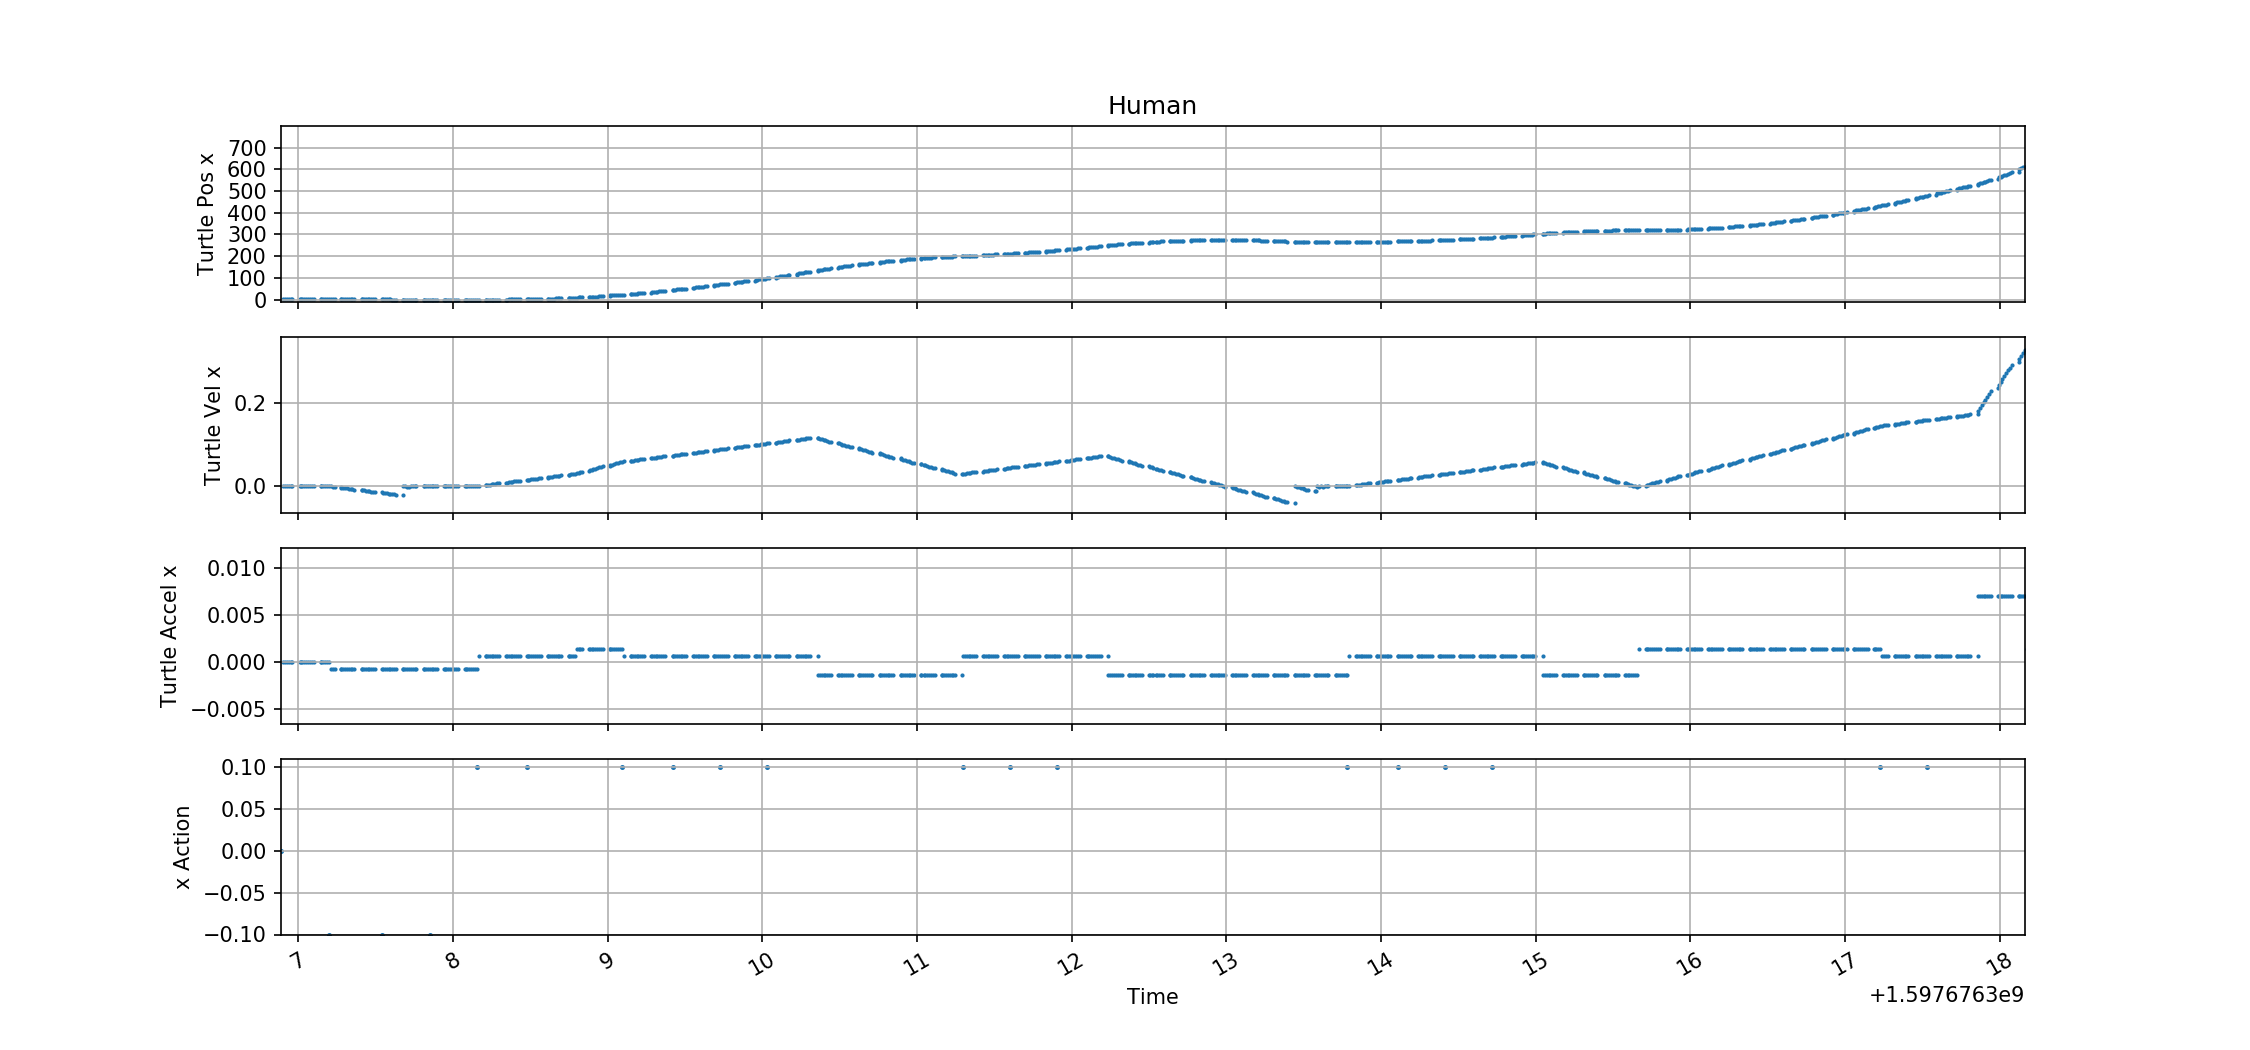 Human
Turtle Pos x
700
600
500
400
300
200
100
0
Turtle Vel x
0.2
0.0
Turtle Accel x
0.010
0.005
0.000
−0.005
x Action
0.10
0.05
0.00
−0.05
−0.10
7 8 9 10 11 12 13 14 15 16 17 18
Time
+1.5976763e9